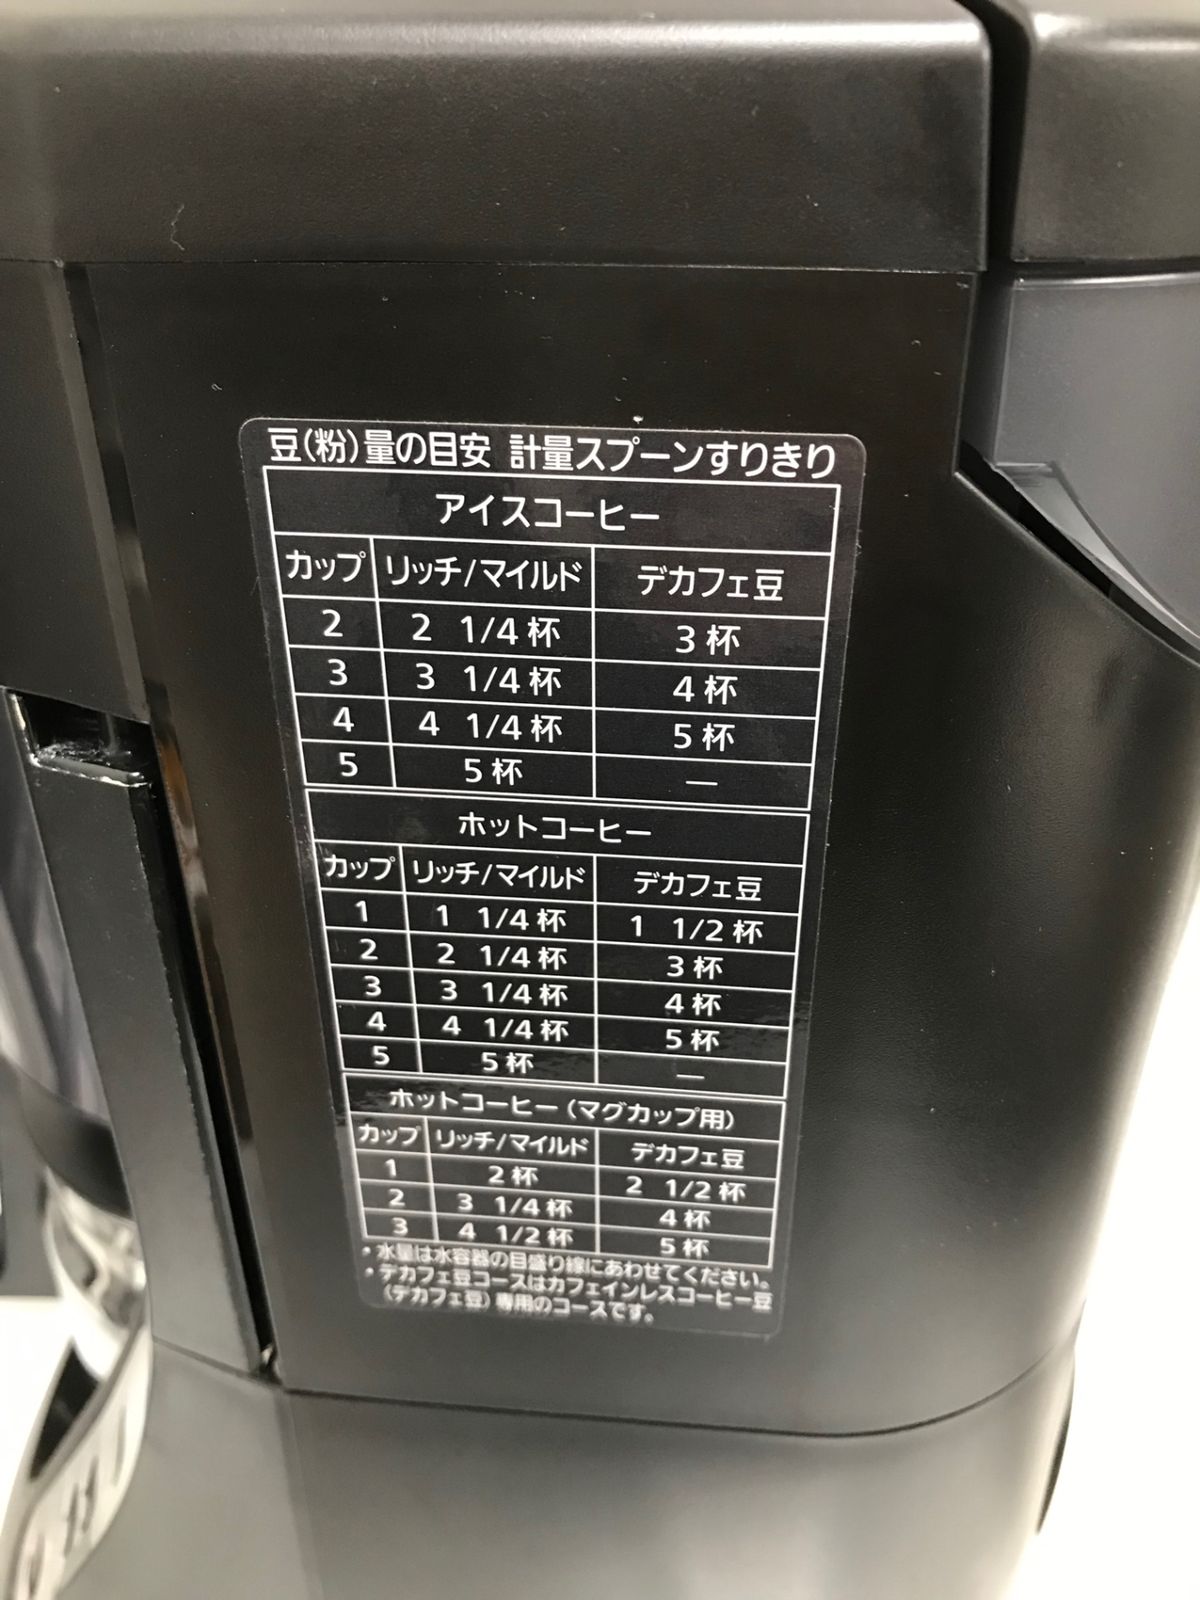 豆(粉)量の目安 計量スプーンすりきり
アイスコーヒー
カップ リッチ/マイルド デカフェ豆
2 2 1/4杯 3杯
3 3 1/4杯 4杯
4 4 1/4杯 5杯
5 5杯 —
ホットコーヒー
カップ リッチ/マイルド デカフェ豆
1 1 1/4杯 1 1/2杯
2 2 1/4杯 3杯
3 3 1/4杯 4杯
4 4 1/4杯 5杯
5 5杯 —
ホットコーヒー(マグカップ用)
カップ リッチ/マイルド デカフェ豆
1 2杯 2 1/2杯
2 3 1/4杯 4杯
3 4 1/2杯 5杯
・水量は水容器の目盛り線にあわせてください。
・デカフェ豆コースはカフェインレスコーヒー豆
(デカフェ豆)専用のコースです。